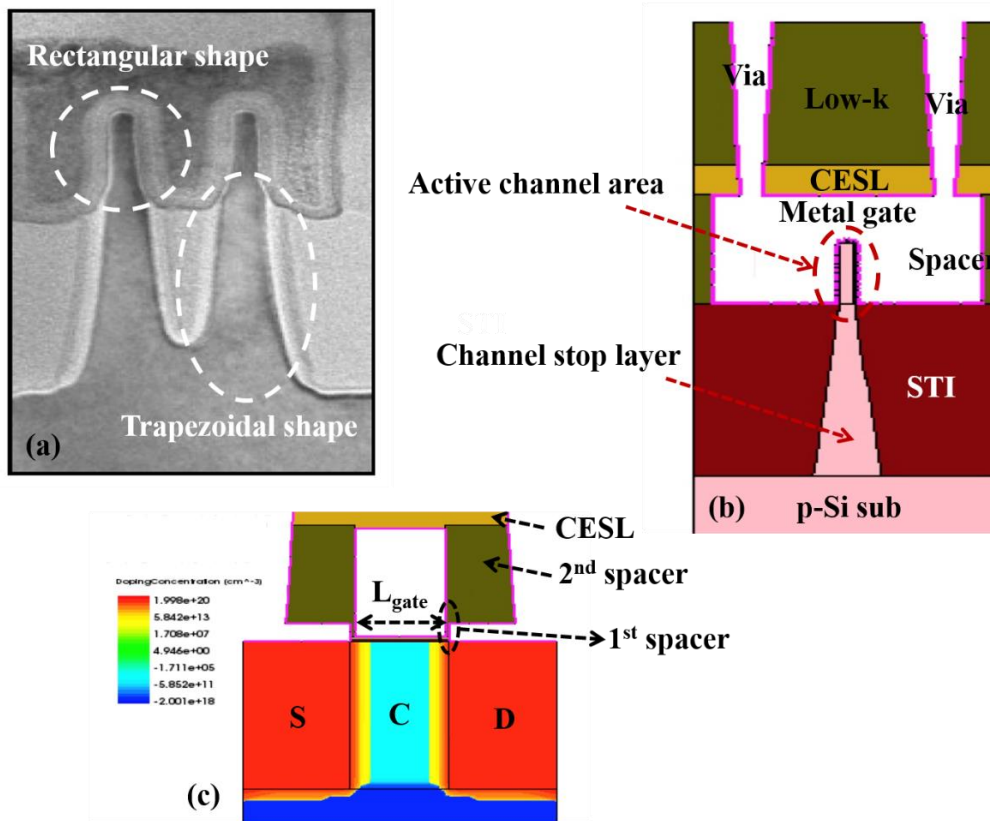 Rectangular shape
Trapezoidal shape
(a)
Via
Low-k
Via
CESL
Active channel area
Metal gate
Spacer
Channel stop layer
STI
STI
p-Si sub
(b)
CESL
2nd spacer
Lgate
1st spacer
DopingConcentration (cm^-3)
1.998e+20
5.842e+13
1.708e+07
4.946e+00
-1.711e+05
-5.852e+11
-2.001e+18
S
C
D
(c)